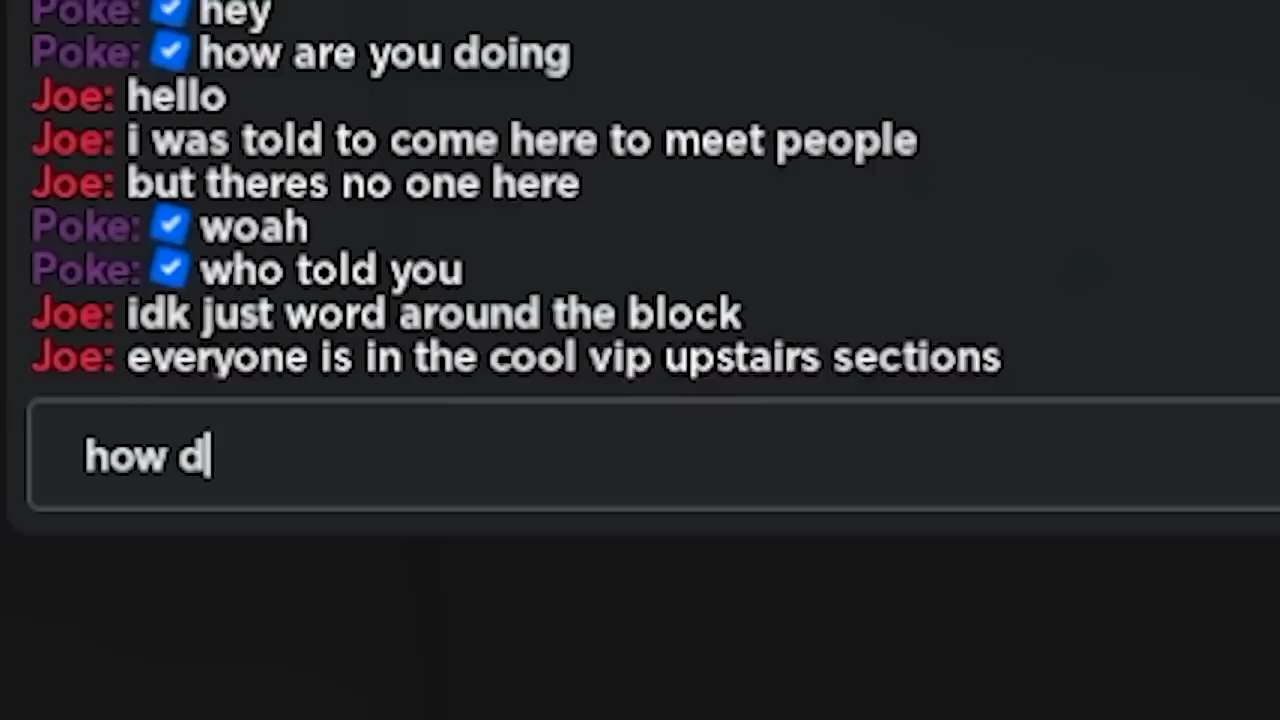 Poke: hey
Poke: how are you doing
Joe: hello
Joe: i was told to come here to meet people
Joe: but theres no one here
Poke: woah
Poke: who told you
Joe: idk just word around the block
Joe: everyone is in the cool vip upstairs sections
how d